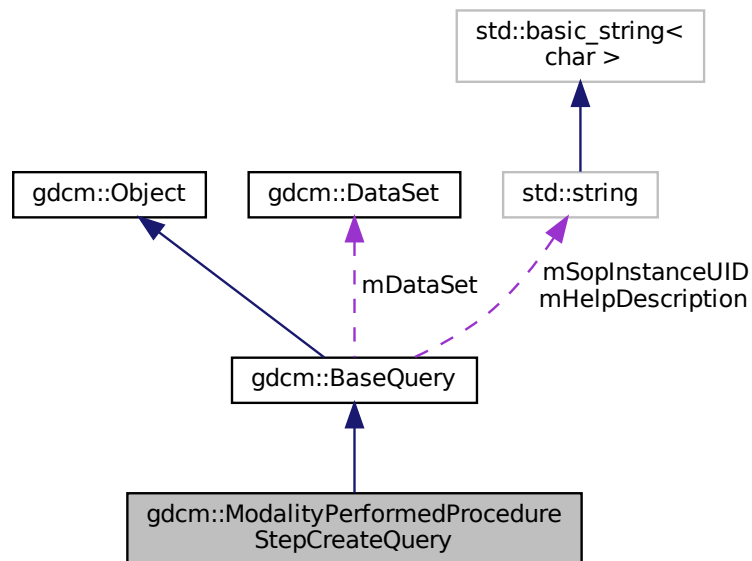 std::basic_string<
char >
gdcm::Object
gdcm::DataSet
std::string
mDataSet
mSopInstanceUID
mHelpDescription
gdcm::BaseQuery
gdcm::ModalityPerformedProcedure
StepCreateQuery